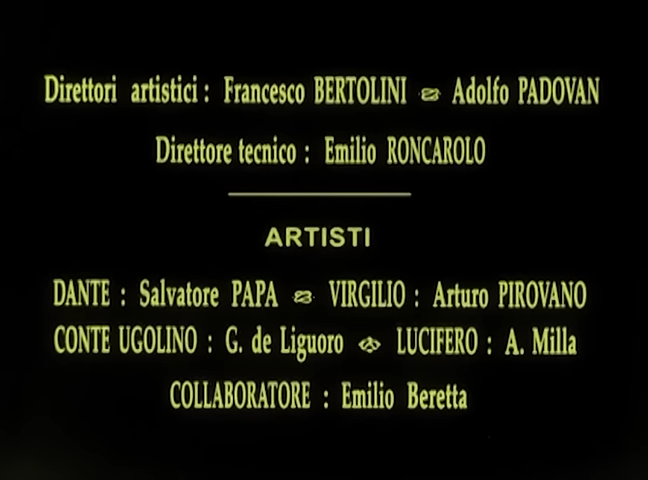 Direttori artistici : Francesco BERTOLINI Adolfo PADOVAN
Direttore tecnico : Emilio RONCAROLO
ARTISTI
DANTE : Salvatore PAPA VIRGILIO : Arturo PIROVANO
CONTE UGOLINO : G. de Liguoro LUCIFERO : A. Milla
COLLABORATORE : Emilio Beretta